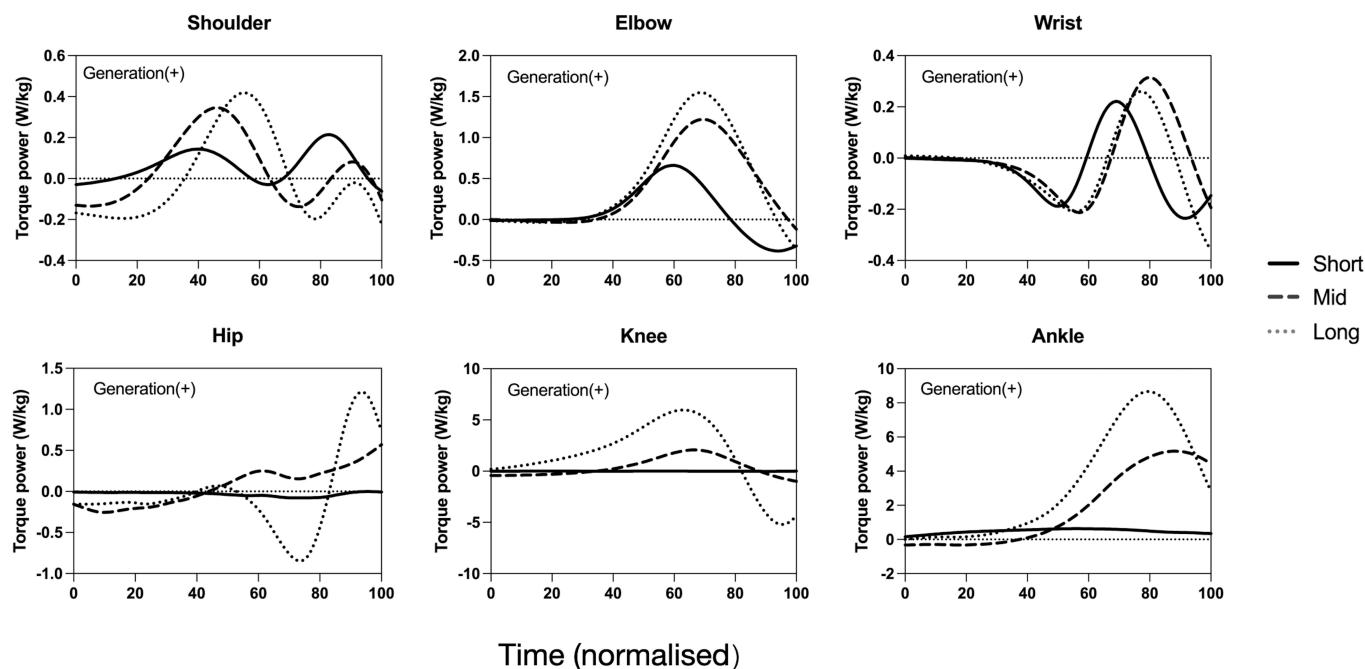 Shoulder
Torque power (W/kg)
Generation(+)
0.6
0.4
0.2
0.0
-0.2
-0.4
0 20 40 60 80 100
Elbow
Torque power (W/kg)
Generation(+)
2.0
1.5
1.0
0.5
0.0
-0.5
0 20 40 60 80 100
Wrist
Torque power (W/kg)
Generation(+)
0.4
0.2
0.0
-0.2
-0.4
0 20 40 60 80 100
Short
Mid
Long
Hip
Torque power (W/kg)
Generation(+)
1.5
1.0
0.5
0.0
-0.5
-1.0
0 20 40 60 80 100
Knee
Torque power (W/kg)
Generation(+)
10
5
0
-5
-10
0 20 40 60 80 100
Ankle
Torque power (W/kg)
Generation(+)
10
8
6
4
2
0
-2
0 20 40 60 80 100
Time (normalised)